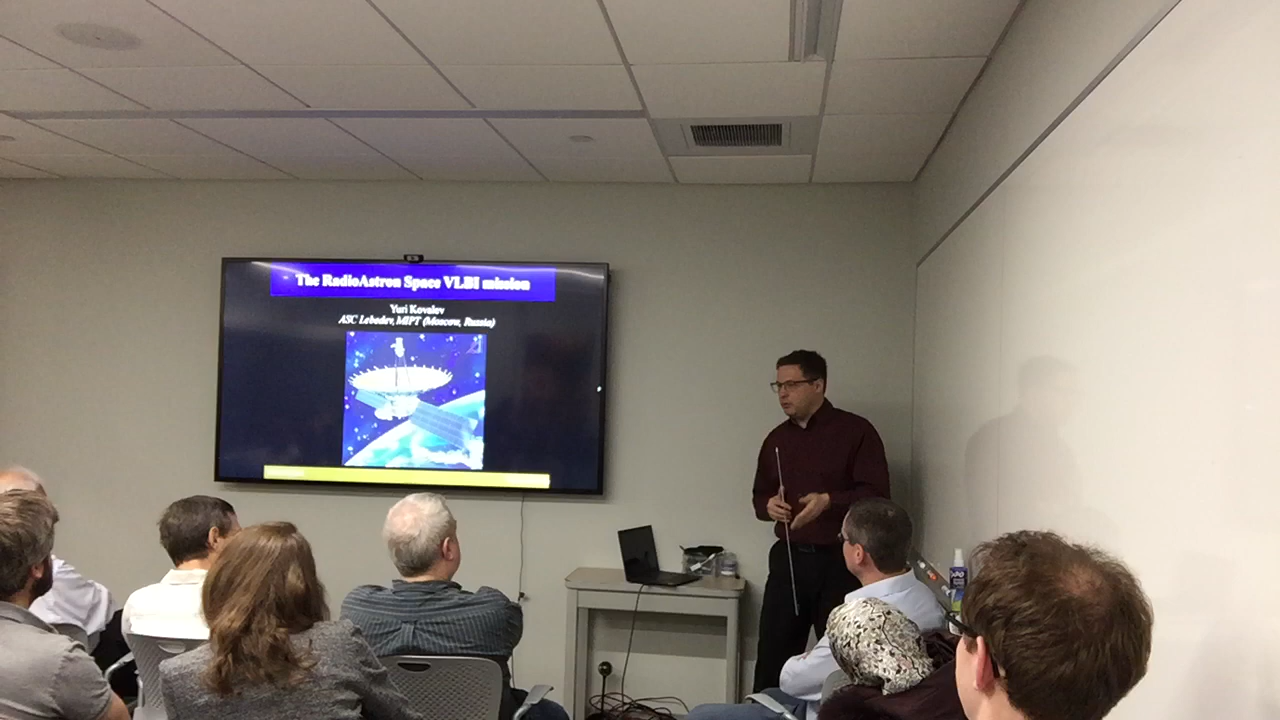 The RadioAstron Space VLBI mission
Yuri Kovalev
ASC Lebedev, MIPT (Moscow, Russia)